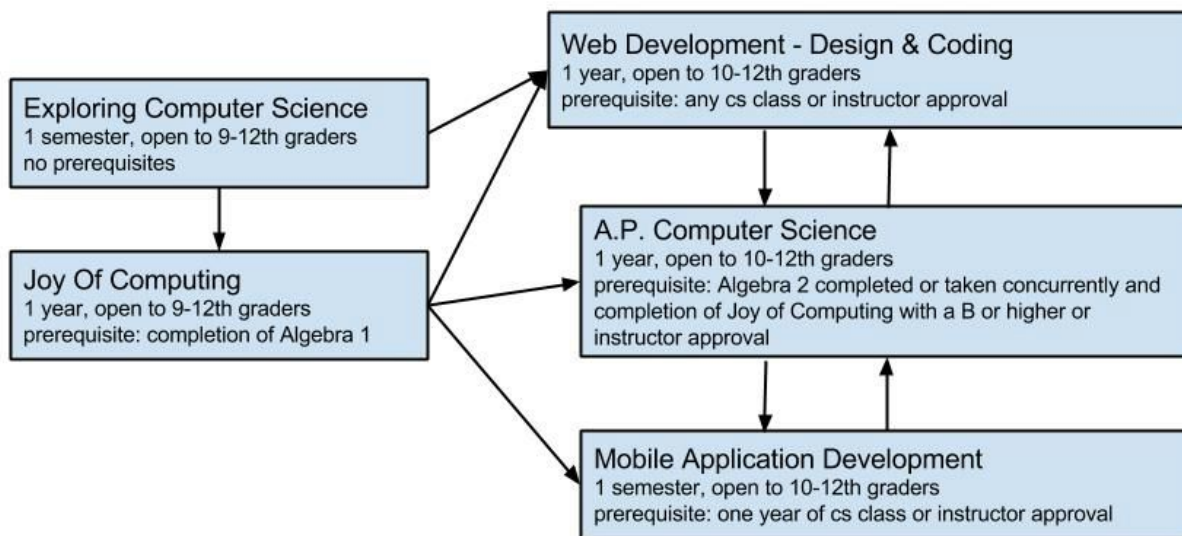 Exploring Computer Science
1 semester, open to 9-12th graders
no prerequisites
Joy Of Computing
1 year, open to 9-12th graders
prerequisite: completion of Algebra 1
Web Development - Design & Coding
1 year, open to 10-12th graders
prerequisite: any cs class or instructor approval
A.P. Computer Science
1 year, open to 10-12th graders
prerequisite: Algebra 2 completed or taken concurrently and
completion of Joy of Computing with a B or higher or
instructor approval
Mobile Application Development
1 semester, open to 10-12th graders
prerequisite: one year of cs class or instructor approval